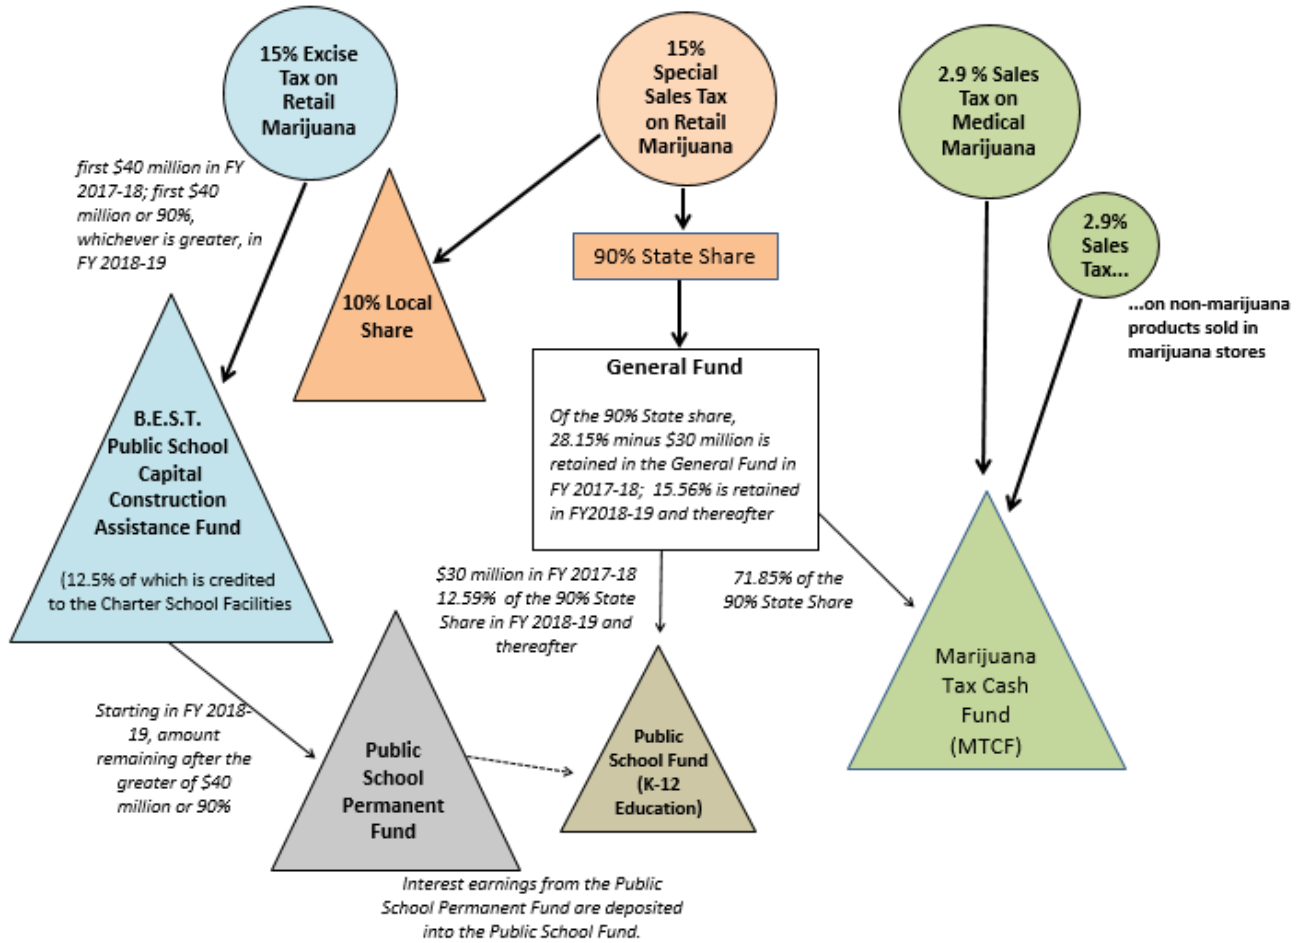 15% Excise
Tax on
Retail
Marijuana
15%
Special
Sales Tax
on Retail
Marijuana
2.9 % Sales
Tax on
Medical
Marijuana
2.9%
Sales
Tax...
...on non-marijuana
products sold in
marijuana stores
first $40 million in FY
2017-18; first $40
million or 90%,
whichever is greater, in
FY 2018-19
10% Local
Share
90% State Share
General Fund
Of the 90% State share,
28.15% minus $30 million is
retained in the General Fund in
FY 2017-18; 15.56% is retained
in FY2018-19 and thereafter
B.E.S.T.
Public School
Capital
Construction
Assistance Fund
(12.5% of which is credited
to the Charter School Facilities
$30 million in FY 2017-18
12.59% of the 90% State
Share in FY 2018-19 and
thereafter
71.85% of the
90% State Share
Marijuana
Tax Cash
Fund
(MTCF)
Starting in FY 2018-
19, amount
remaining after the
greater of $40
million or 90%
Public
School
Permanent
Fund
Public
School Fund
(K-12
Education)
Interest earnings from the Public
School Permanent Fund are deposited
into the Public School Fund.